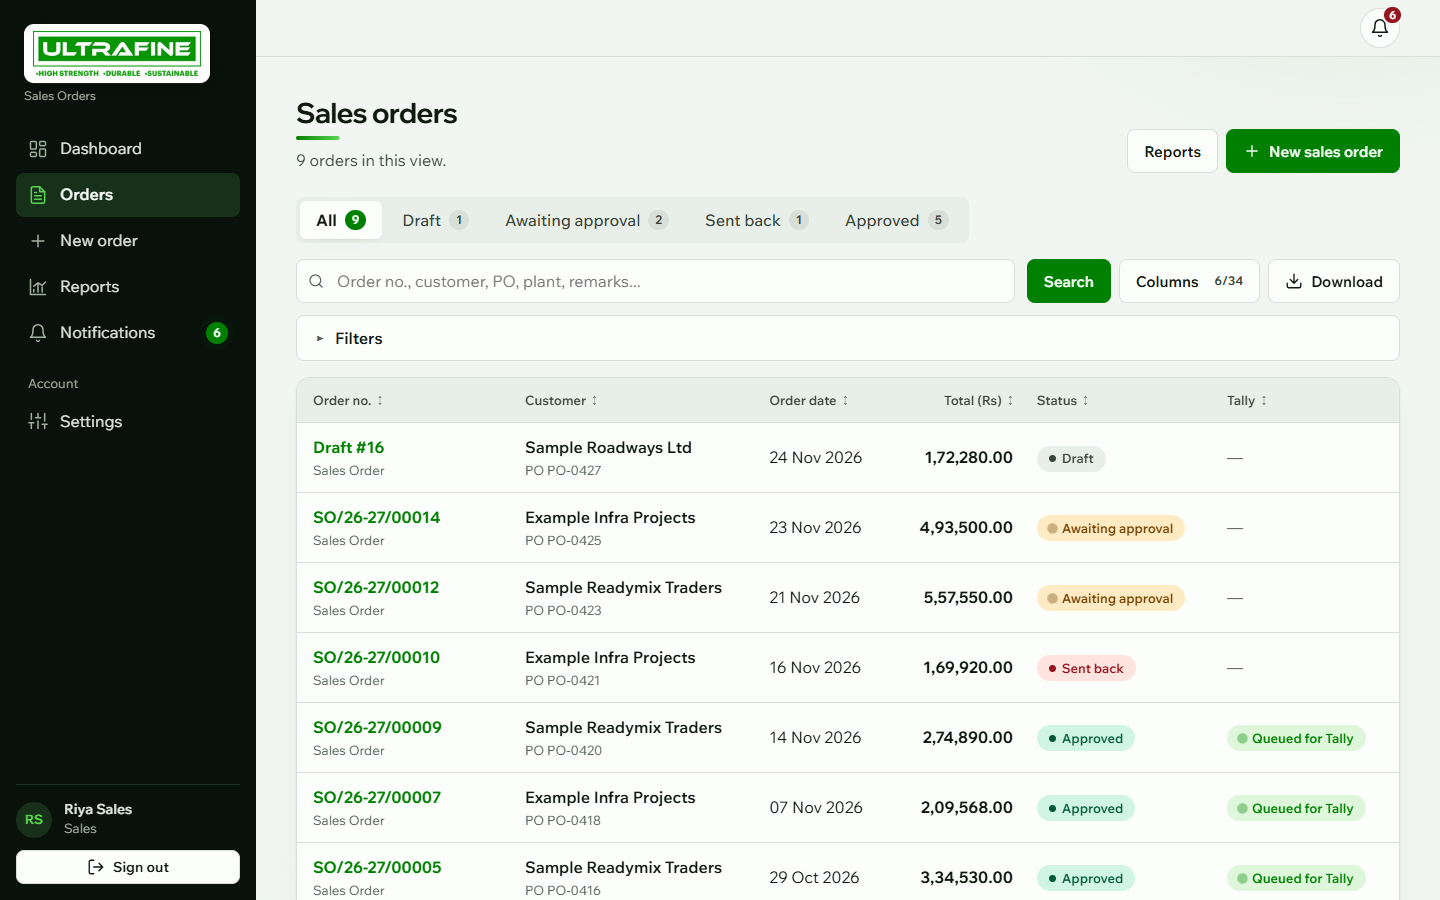 ULTRAFINE
•HIGH STRENGTH •DURABLE •SUSTAINABLE
Sales Orders
Dashboard
Orders
New order
Reports
Notifications 6
Account
Settings
RS
Riya Sales
Sales
Sign out
6
Sales orders
9 orders in this view.
Reports
+ New sales order
All 9 Draft 1 Awaiting approval 2 Sent back 1 Approved 5
Order no., customer, PO, plant, remarks...
Search
Columns 6/34
Download
▸ Filters
Order no. ↕ Customer ↕ Order date ↕ Total (Rs) ↕ Status ↕ Tally ↕
Draft #16 Sample Roadways Ltd 24 Nov 2026 1,72,280.00 Draft —
Sales Order PO PO-0427
SO/26-27/00014 Example Infra Projects 23 Nov 2026 4,93,500.00 Awaiting approval —
Sales Order PO PO-0425
SO/26-27/00012 Sample Readymix Traders 21 Nov 2026 5,57,550.00 Awaiting approval —
Sales Order PO PO-0423
SO/26-27/00010 Example Infra Projects 16 Nov 2026 1,69,920.00 Sent back —
Sales Order PO PO-0421
SO/26-27/00009 Sample Readymix Traders 14 Nov 2026 2,74,890.00 Approved Queued for Tally
Sales Order PO PO-0420
SO/26-27/00007 Example Infra Projects 07 Nov 2026 2,09,568.00 Approved Queued for Tally
Sales Order PO PO-0418
SO/26-27/00005 Sample Readymix Traders 29 Oct 2026 3,34,530.00 Approved Queued for Tally
Sales Order PO PO-0416